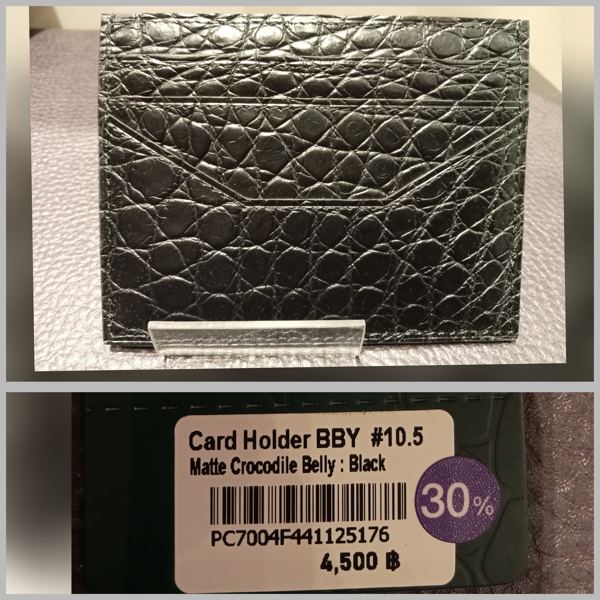 Card Holder BBY #10.5
Matte Crocodile Belly : Black
30%
PC7004F441125176
4,500 ฿